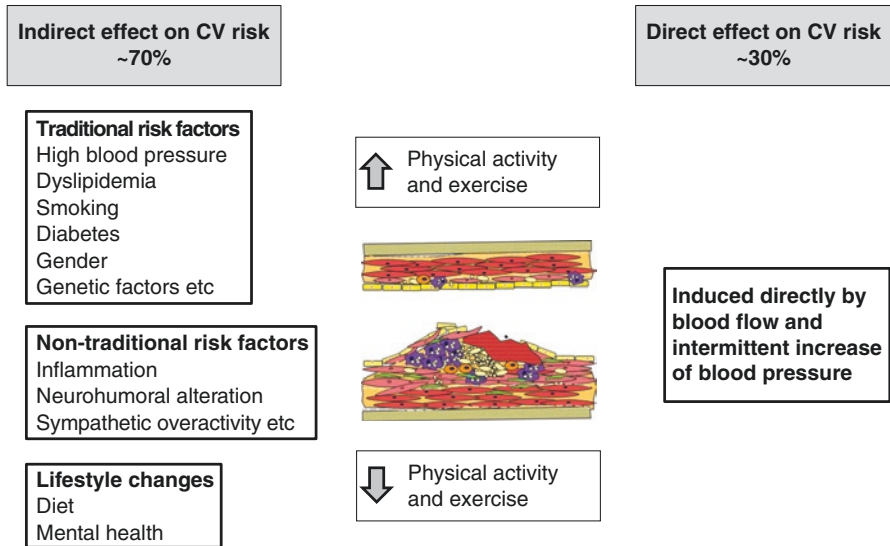 Indirect effect on CV risk
~70%
Direct effect on CV risk
~30%
Traditional risk factors
High blood pressure
Dyslipidemia
Smoking
Diabetes
Gender
Genetic factors etc
Physical activity
and exercise
Non-traditional risk factors
Inflammation
Neurohumoral alteration
Sympathetic overactivity etc
Induced directly by
blood flow and
intermittent increase
of blood pressure
Lifestyle changes
Diet
Mental health
Physical activity
and exercise